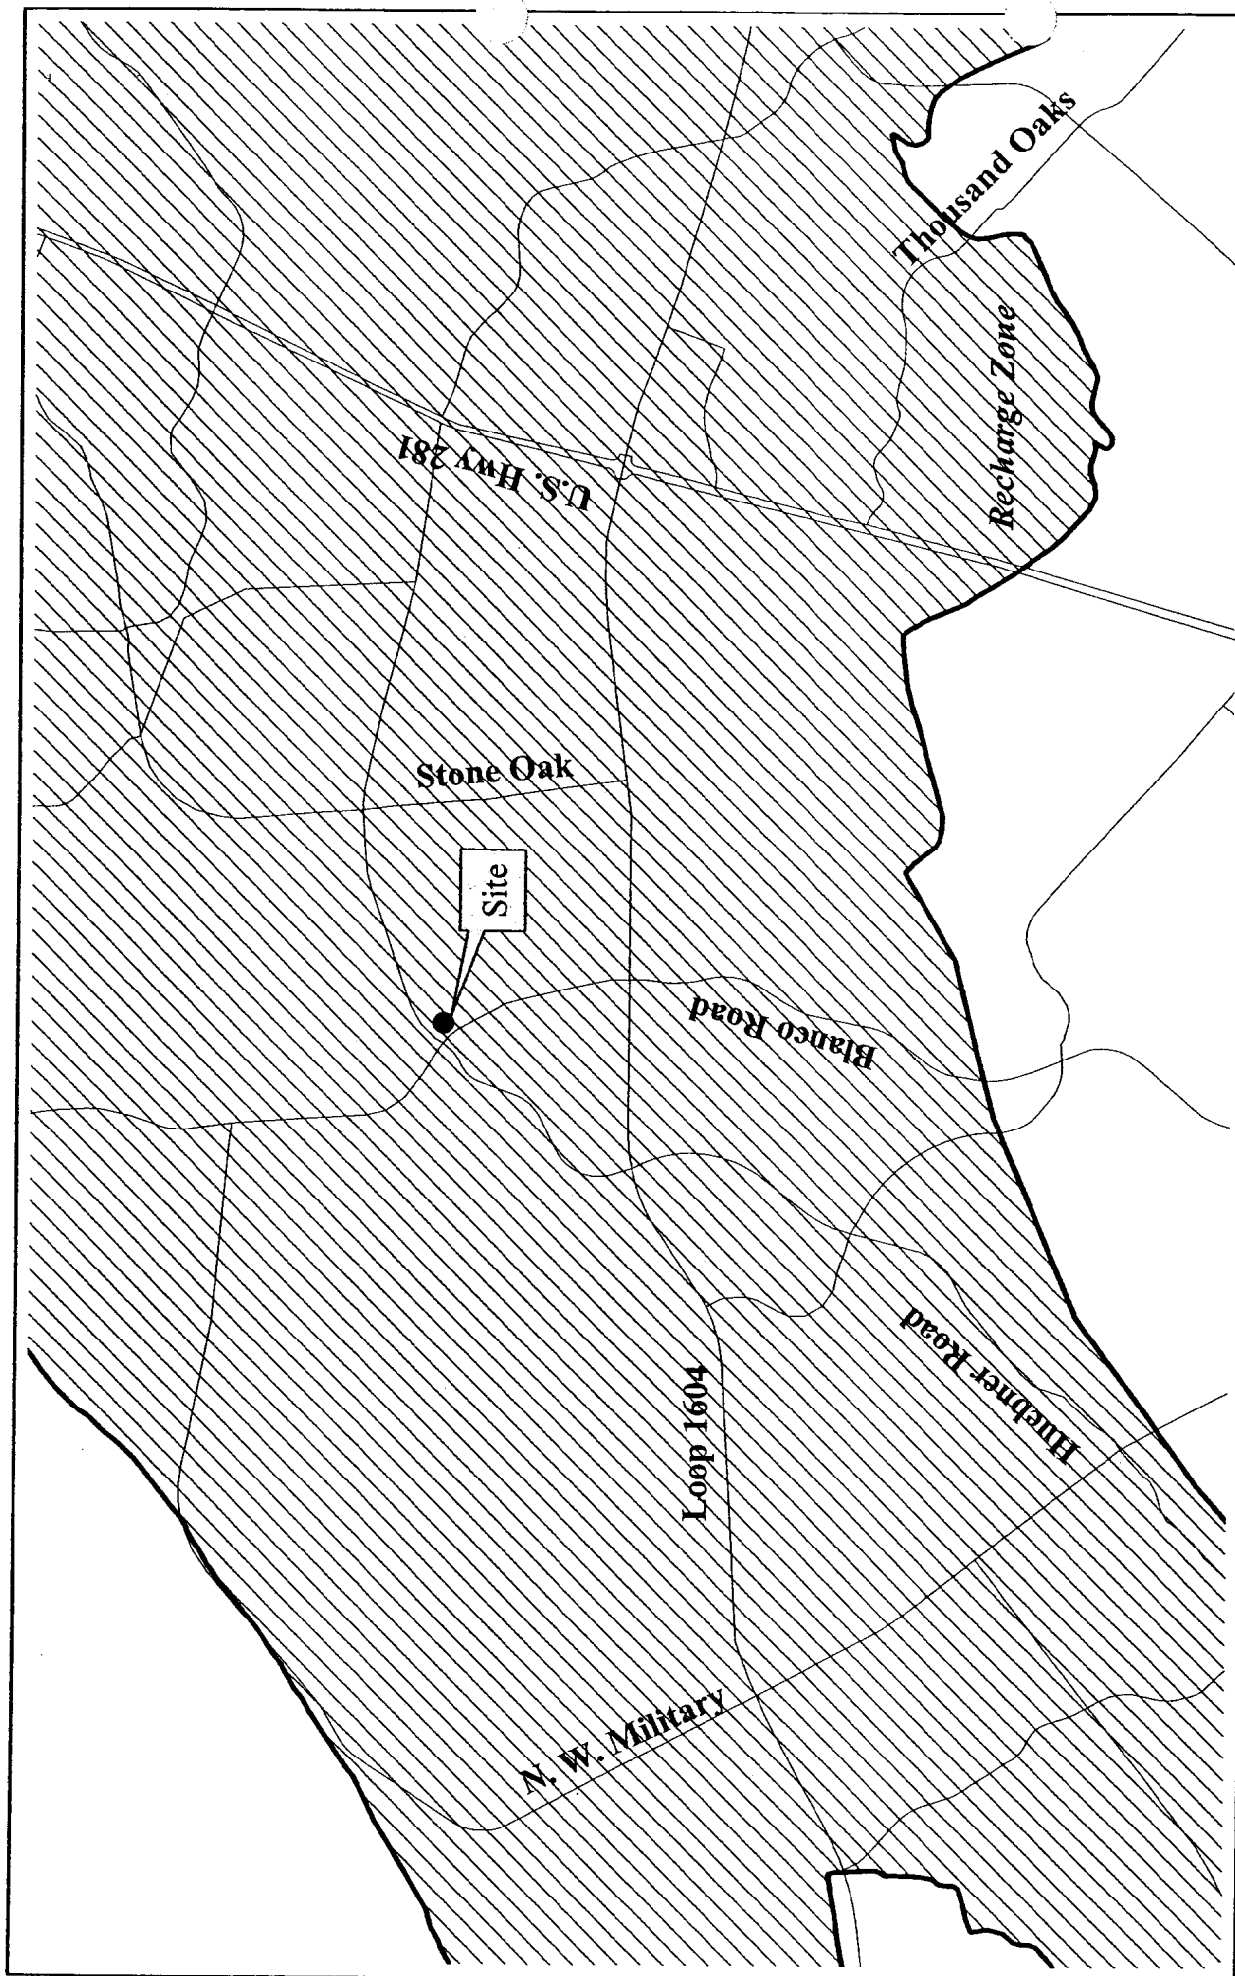 Thousand Oaks
Recharge Zone
U.S. Hwy 281
Stone Oak
Site
Blanco Road
Huebner Road
Loop 1604
N. W. Military